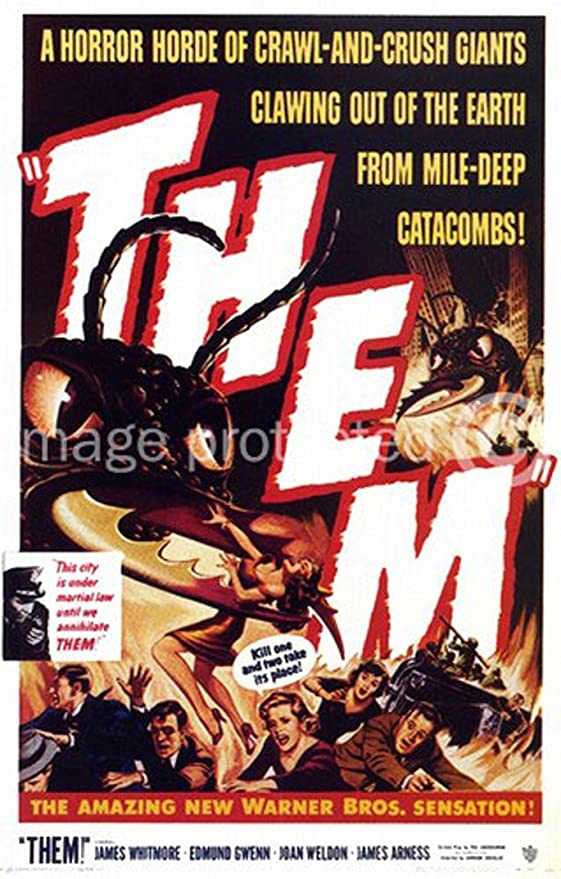 A HORROR HORDE OF CRAWL-AND-CRUSH GIANTS
CLAWING OUT OF THE EARTH
FROM MILE-DEEP
CATACOMBS!
"THEM"
mage protected ©
"This city
is under
martial law
until we
annihilate
THEM!"
Kill one
and two take
its place!
THE AMAZING NEW WARNER BROS. SENSATION!
"THEM!" JAMES WHITMORE · EDMUND GWENN · JOAN WELDON · JAMES ARNESS